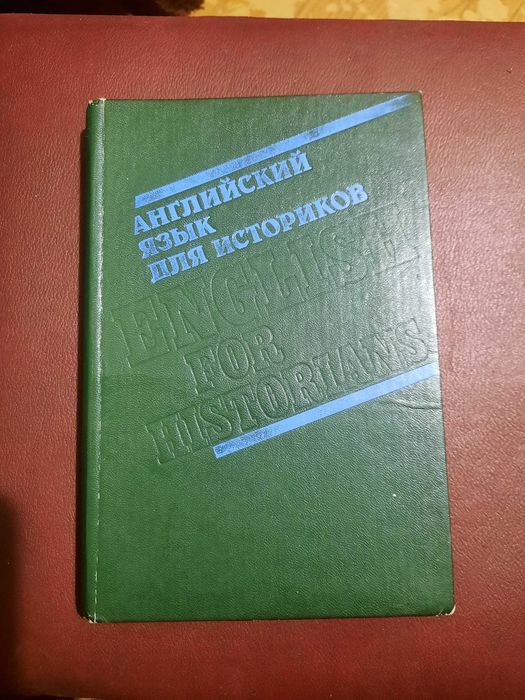 АНГЛИЙСКИЙ
ЯЗЫК
ДЛЯ ИСТОРИКОВ
ENGLISH
FOR
HISTORIANS